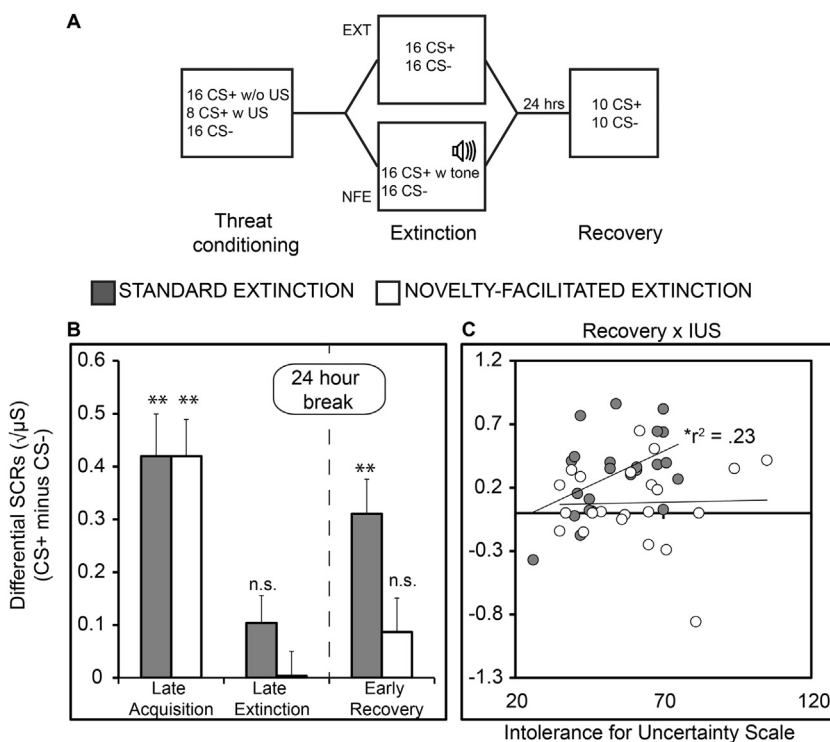 A
EXT
16 CS+
16 CS-
16 CS+ w/o US
8 CS+ w US
16 CS-
24 hrs
10 CS+
10 CS-
16 CS+ w tone
16 CS-
NFE
Threat
conditioning
Extinction
Recovery
STANDARD EXTINCTION
NOVELTY-FACILITATED EXTINCTION
B
Differential SCRs (√µS)
(CS+ minus CS-)
0.6
0.5
0.4
0.3
0.2
0.1
0
** **
n.s.
24 hour
break
**
n.s.
Late
Acquisition
Late
Extinction
Early
Recovery
C
Recovery x IUS
1.2
0.7
0.2
-0.3
-0.8
-1.3
*r² = .23
20 70 120
Intolerance for Uncertainty Scale